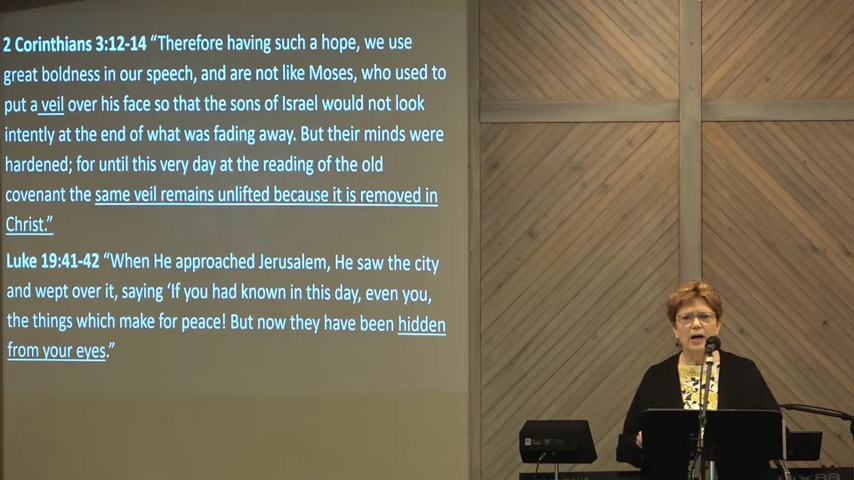 2 Corinthians 3:12-14 “Therefore having such a hope, we use
great boldness in our speech, and are not like Moses, who used to
put a veil over his face so that the sons of Israel would not look
intently at the end of what was fading away. But their minds were
hardened; for until this very day at the reading of the old
covenant the same veil remains unlifted because it is removed in
Christ.”
Luke 19:41-42 “When He approached Jerusalem, He saw the city
and wept over it, saying ‘If you had known in this day, even you,
the things which make for peace! But now they have been hidden
from your eyes.”